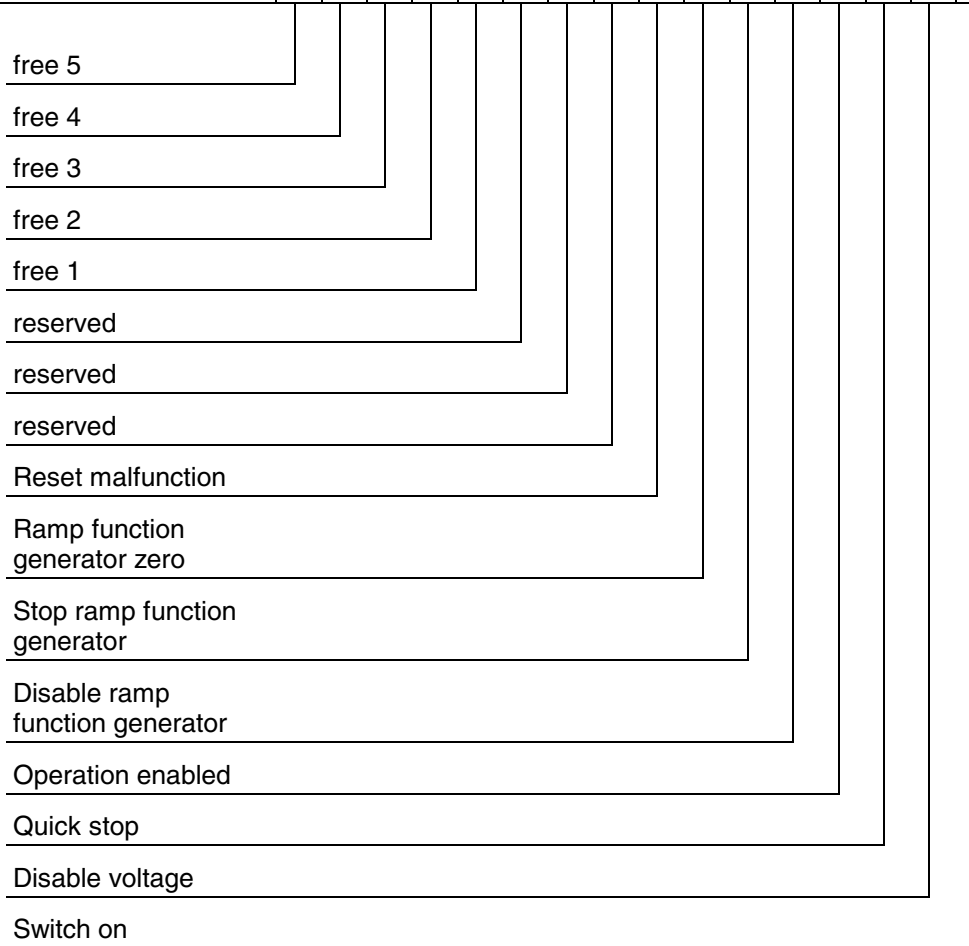 free 5
free 4
free 3
free 2
free 1
reserved
reserved
reserved
Reset malfunction
Ramp function
generator zero
Stop ramp function
generator
Disable ramp
function generator
Operation enabled
Quick stop
Disable voltage
Switch on